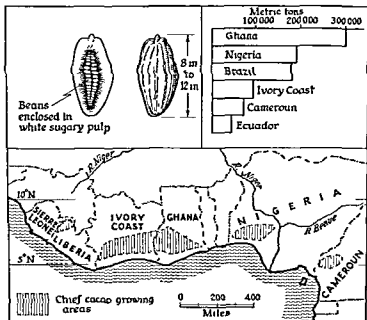 Beans
enclosed in
white sugary pulp
8 in
to
12 in
Metric tons
100 000 200 000 300 000
Ghana
Nigeria
Brazil
Ivory Coast
Cameroun
Ecuador
R. Niger
R. Niger
10°N
SIERRA
LEONE
LIBERIA
IVORY
COAST
GHANA
NIGERIA
R. Benue
5°N
CAMEROUN
Chief cacao growing
areas
0 200 400
Miles